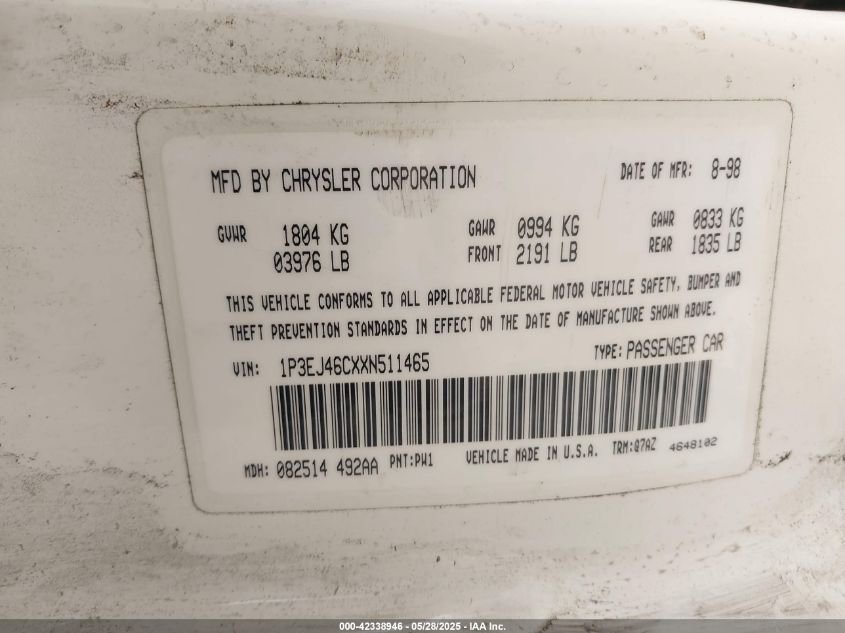 MFD BY CHRYSLER CORPORATION DATE OF MFR: 8-98
GVWR 1804 KG GAWR 0994 KG GAWR 0833 KG
03976 LB FRONT 2191 LB REAR 1835 LB
THIS VEHICLE CONFORMS TO ALL APPLICABLE FEDERAL MOTOR VEHICLE SAFETY, BUMPER AND
THEFT PREVENTION STANDARDS IN EFFECT ON THE DATE OF MANUFACTURE SHOWN ABOVE.
VIN: 1P3EJ46CXXN511465 TYPE: PASSENGER CAR
MDH: 082514 492AA PNT:PW1 VEHICLE MADE IN U.S.A. TRM:Q7AZ 4648102
000-42338946 - 05/28/2025 - IAA Inc.